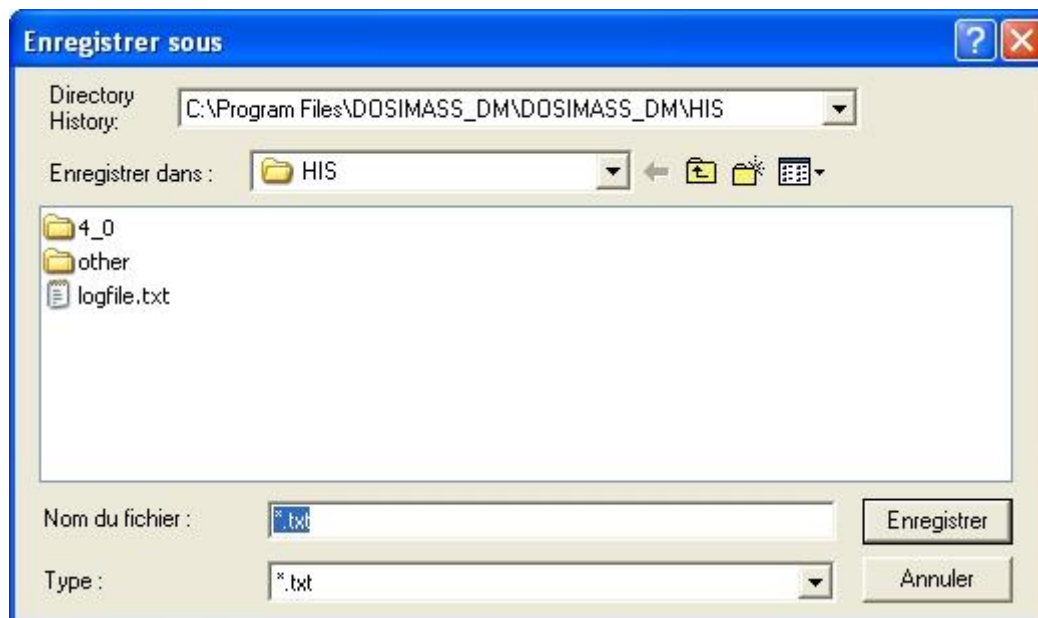 Enregistrer sous
Directory History:
C:\Program Files\DOSIMASS_DM\DOSIMASS_DM\HIS
Enregistrer dans :
HIS
4_0
other
logfile.txt
Nom du fichier :
*.txt
Enregistrer
Type :
*.txt
Annuler